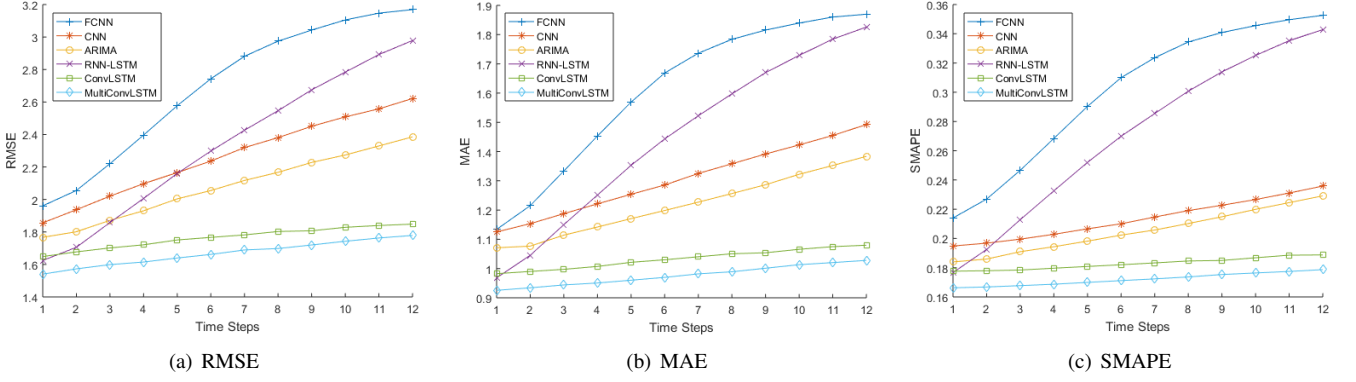 3.2
3
2.8
2.6
2.4
2.2
2
1.8
1.6
1.4
RMSE
FCNN
CNN
ARIMA
RNN-LSTM
ConvLSTM
MultiConvLSTM
1 2 3 4 5 6 7 8 9 10 11 12
Time Steps
(a) RMSE
1.9
1.8
1.7
1.6
1.5
1.4
1.3
1.2
1.1
1
0.9
MAE
FCNN
CNN
ARIMA
RNN-LSTM
ConvLSTM
MultiConvLSTM
1 2 3 4 5 6 7 8 9 10 11 12
Time Steps
(b) MAE
0.36
0.34
0.32
0.3
0.28
0.26
0.24
0.22
0.2
0.18
0.16
SMAPE
FCNN
CNN
ARIMA
RNN-LSTM
ConvLSTM
MultiConvLSTM
1 2 3 4 5 6 7 8 9 10 11 12
Time Steps
(c) SMAPE